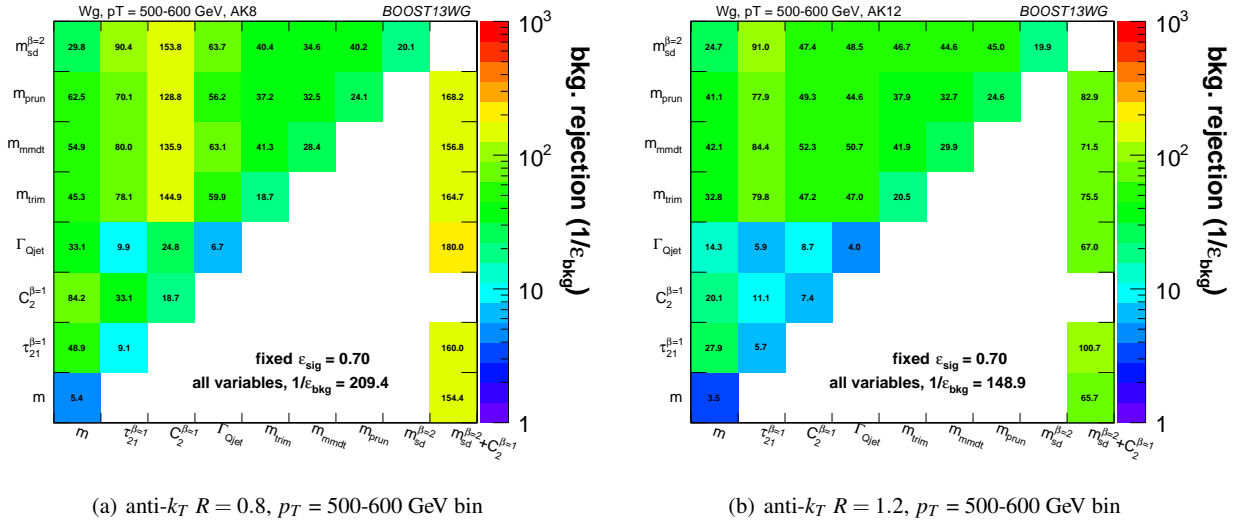 Wg, pT = 500-600 GeV, AK8 BOOST13WG
m_sd^β=2 29.8 90.4 153.8 63.7 40.4 34.6 40.2 20.1
m_prun 62.5 70.1 128.8 56.2 37.2 32.5 24.1 168.2
m_mmdt 54.9 80.0 135.9 63.1 41.3 28.4 156.8
m_trim 45.3 78.1 144.9 59.9 18.7 164.7
Γ_Qjet 33.1 9.9 24.8 6.7 180.0
C_2^β=1 84.2 33.1 18.7
τ_21^β=1 48.9 9.1 160.0
fixed ε_sig = 0.70
all variables, 1/ε_bkg = 209.4
m 5.4 154.4
m τ_21^β=1 C_2^β=1 Γ_Qjet m_trim m_mmdt m_prun m_sd^β=2 m_sd^β=2+C_2^β=1
10^3
10^2
10
1
bkg. rejection (1/ε_bkg)
(a) anti-k_T R = 0.8, p_T = 500-600 GeV bin
Wg, pT = 500-600 GeV, AK12 BOOST13WG
m_sd^β=2 24.7 91.0 47.4 48.5 46.7 44.6 45.0 19.9
m_prun 41.1 77.9 49.3 44.6 37.9 32.7 24.6 82.9
m_mmdt 42.1 84.4 52.3 50.7 41.9 29.9 71.5
m_trim 32.8 79.8 47.2 47.0 20.5 75.5
Γ_Qjet 14.3 5.9 8.7 4.0 67.0
C_2^β=1 20.1 11.1 7.4
τ_21^β=1 27.9 5.7 100.7
fixed ε_sig = 0.70
all variables, 1/ε_bkg = 148.9
m 3.5 65.7
m τ_21^β=1 C_2^β=1 Γ_Qjet m_trim m_mmdt m_prun m_sd^β=2 m_sd^β=2+C_2^β=1
10^3
10^2
10
1
bkg. rejection (1/ε_bkg)
(b) anti-k_T R = 1.2, p_T = 500-600 GeV bin